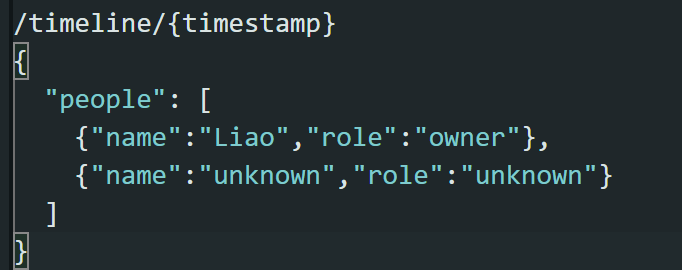 /timeline/{timestamp}
{
  "people": [
    {"name":"Liao","role":"owner"},
    {"name":"unknown","role":"unknown"}
  ]
}